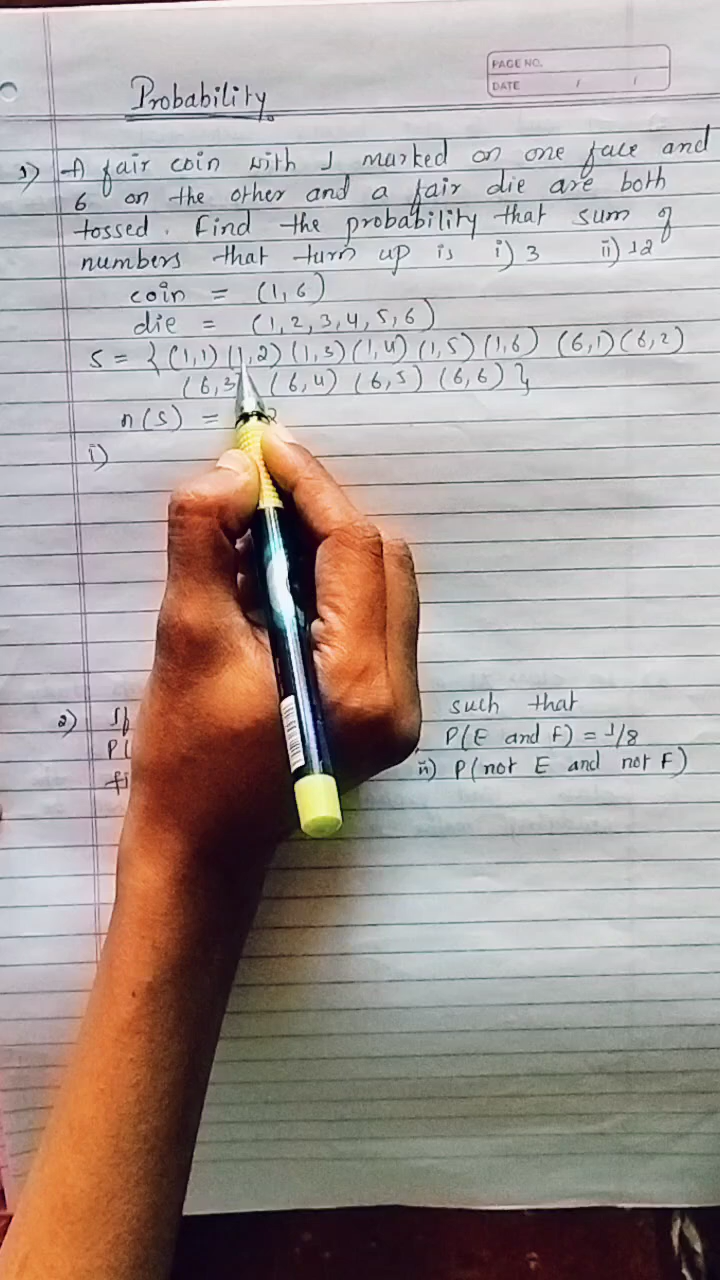 PAGE NO.
DATE / /
Probability
1) A fair coin with 1 marked on one face and
6 on the other and a fair die are both
tossed. Find the probability that sum of
numbers that turn up is i) 3 ii) 12
coin = (1,6)
die = (1,2,3,4,5,6)
S = { (1,1) (1,2) (1,3) (1,4) (1,5) (1,6) (6,1) (6,2)
(6,3 (6,4) (6,5) (6,6) }
n(s) =
i)
2) such that
P( P(E and F) = 1/8
ii) P(not E and not F)